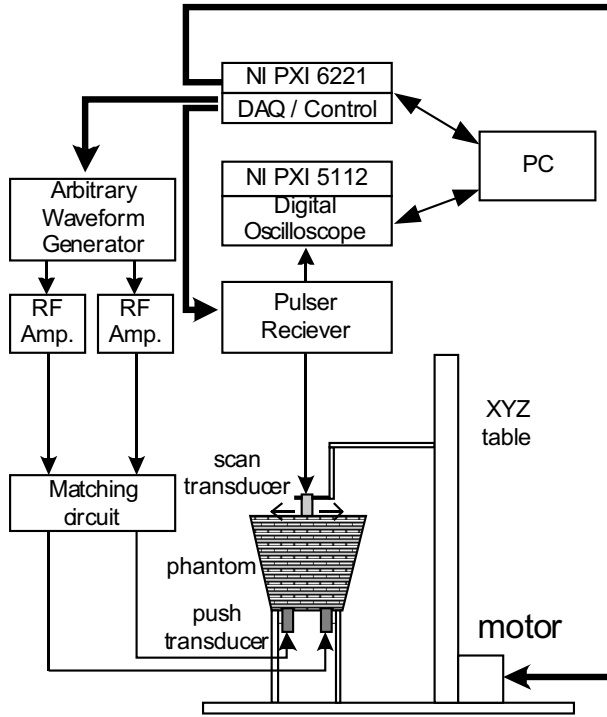 NI PXI 6221
DAQ / Control
NI PXI 5112
Digital
Oscilloscope
PC
Arbitrary
Waveform
Generator
RF
Amp.
RF
Amp.
Pulser
Reciever
XYZ
table
scan
transducer
Matching
circuit
phantom
push
transducer
motor